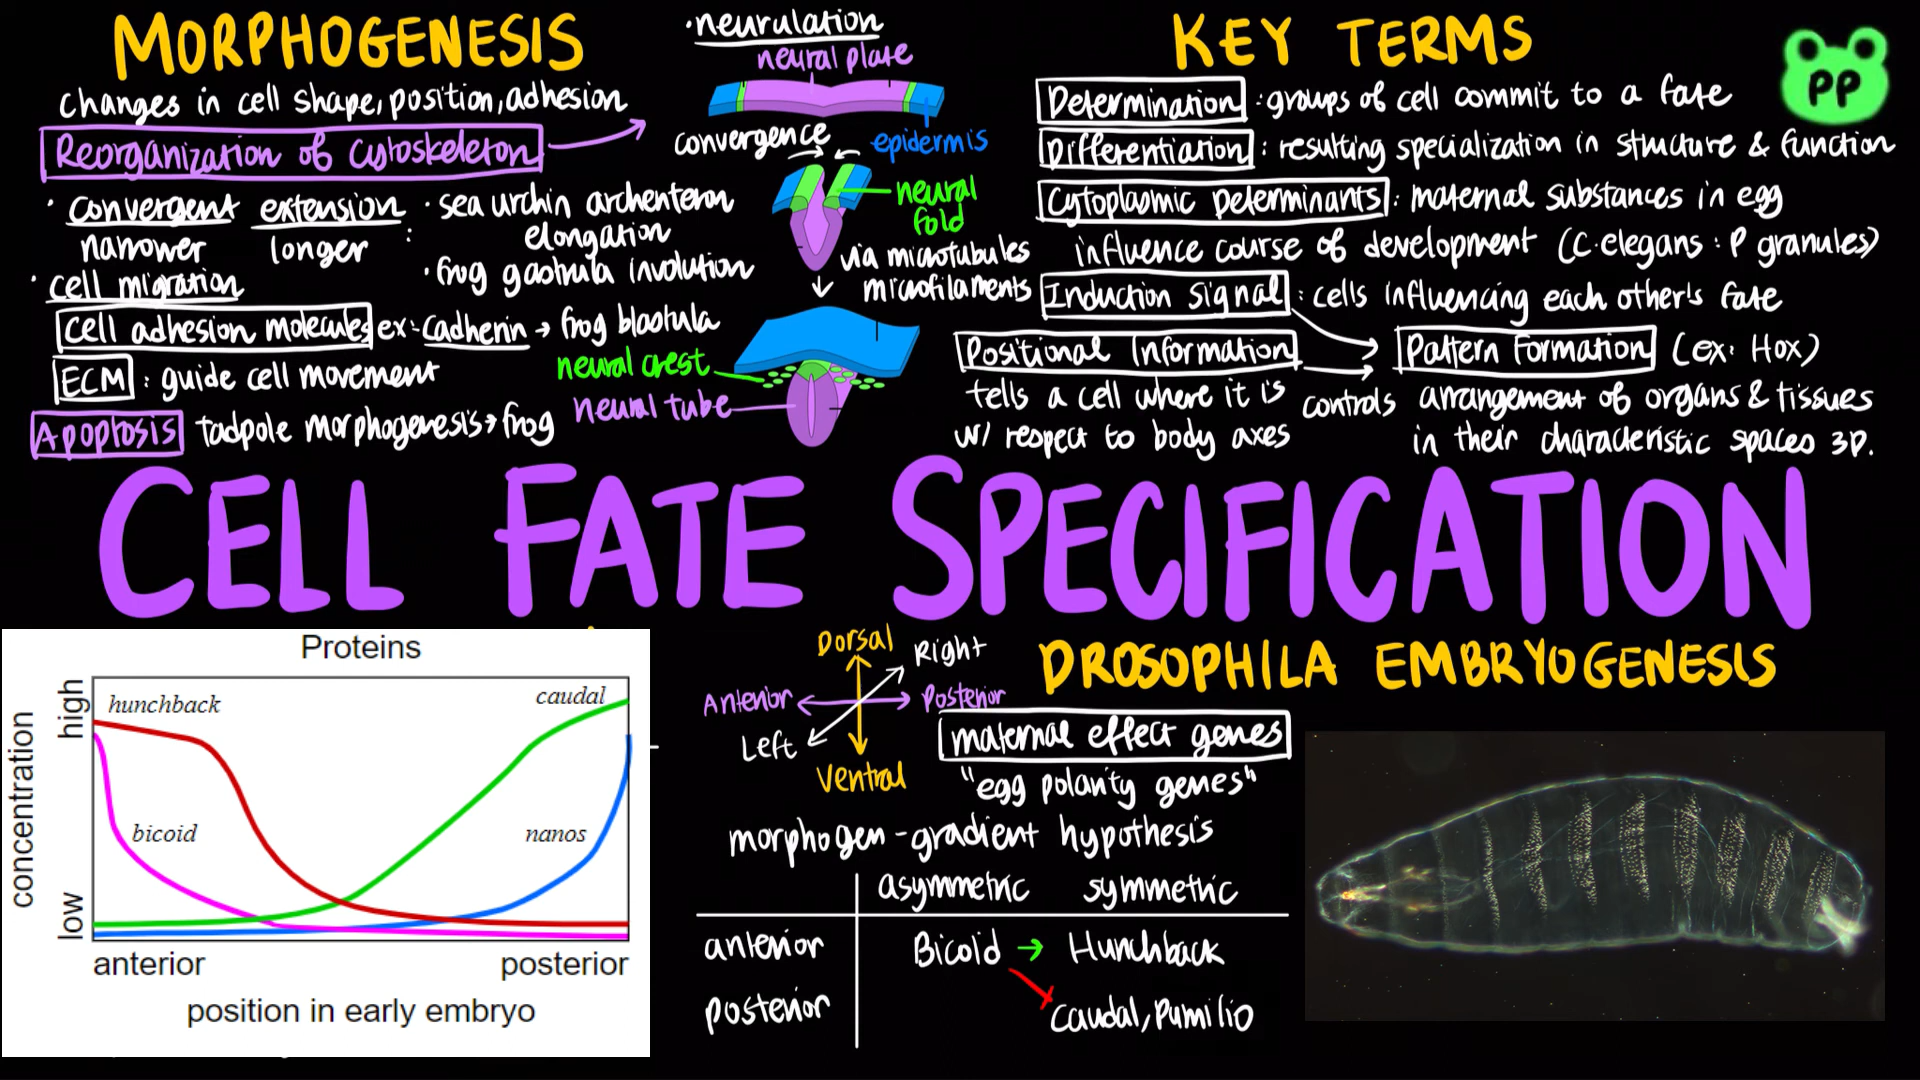 MORPHOGENESIS
changes in cell shape, position, adhesion
Reorganization of cytoskeleton
· convergent extension :
narrower longer
· sea urchin archenteron
elongation
· frog gastrula involution
· cell migration
cell adhesion molecules ex: Cadherin → frog blastula
ECM : guide cell movement
Apoptosis tadpole morphogenesis → frog
· neurulation
neural plate
convergence
epidermis
neural
fold
via microtubules
microfilaments
neural crest
neural tube
KEY TERMS
PP
Determination : groups of cell commit to a fate
Differentiation : resulting specialization in structure & function
Cytoplasmic Determinants : maternal substances in egg
influence course of development (C. elegans : P granules)
Induction Signal : cells influencing each other's fate
Positional Information
tells a cell where it is
w/ respect to body axes
controls
Pattern Formation (ex: Hox)
arrangement of organs & tissues
in their characteristic spaces 3D.
CELL FATE SPECIFICATION
Proteins
concentration
high
low
hunchback
caudal
bicoid
nanos
anterior posterior
position in early embryo
Dorsal
Right
Anterior Posterior
Left
Ventral
DROSOPHILA EMBRYOGENESIS
maternal effect genes
"egg polarity genes"
morphogen-gradient hypothesis
asymmetric symmetric
anterior Bicoid → Hunchback
posterior Caudal, Pumilio